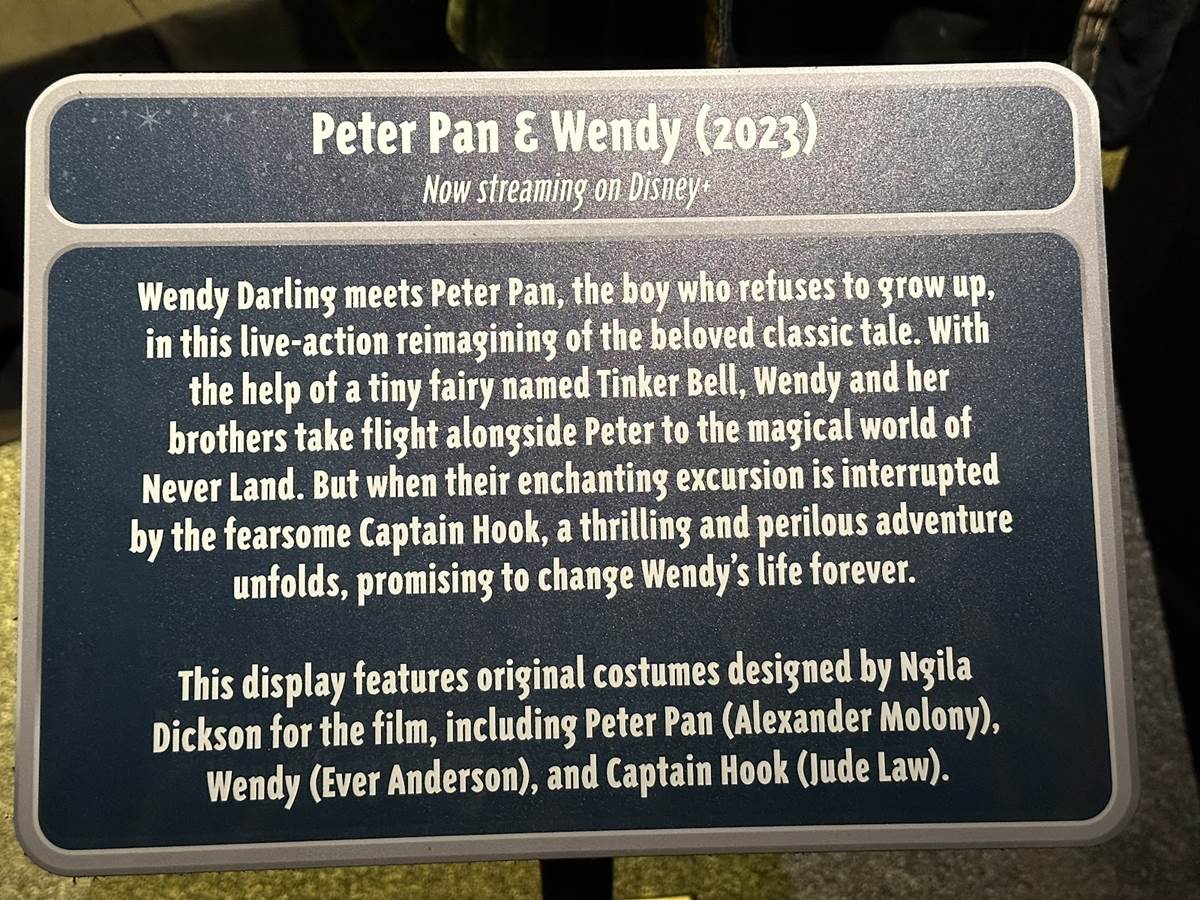 Peter Pan & Wendy (2023)
Now streaming on Disney+
Wendy Darling meets Peter Pan, the boy who refuses to grow up,
in this live-action reimagining of the beloved classic tale. With
the help of a tiny fairy named Tinker Bell, Wendy and her
brothers take flight alongside Peter to the magical world of
Never Land. But when their enchanting excursion is interrupted
by the fearsome Captain Hook, a thrilling and perilous adventure
unfolds, promising to change Wendy’s life forever.
This display features original costumes designed by Ngila
Dickson for the film, including Peter Pan (Alexander Molony),
Wendy (Ever Anderson), and Captain Hook (Jude Law).